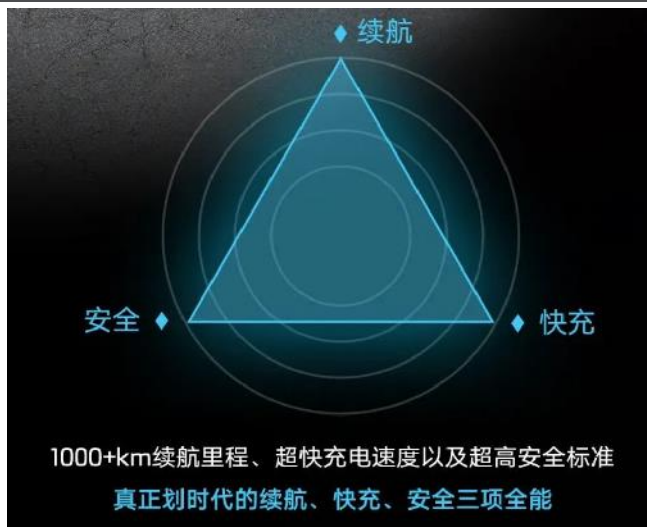 续航
安全
快充
1000+km续航里程、超快充电速度以及超高安全标准
真正划时代的续航、快充、安全三项全能